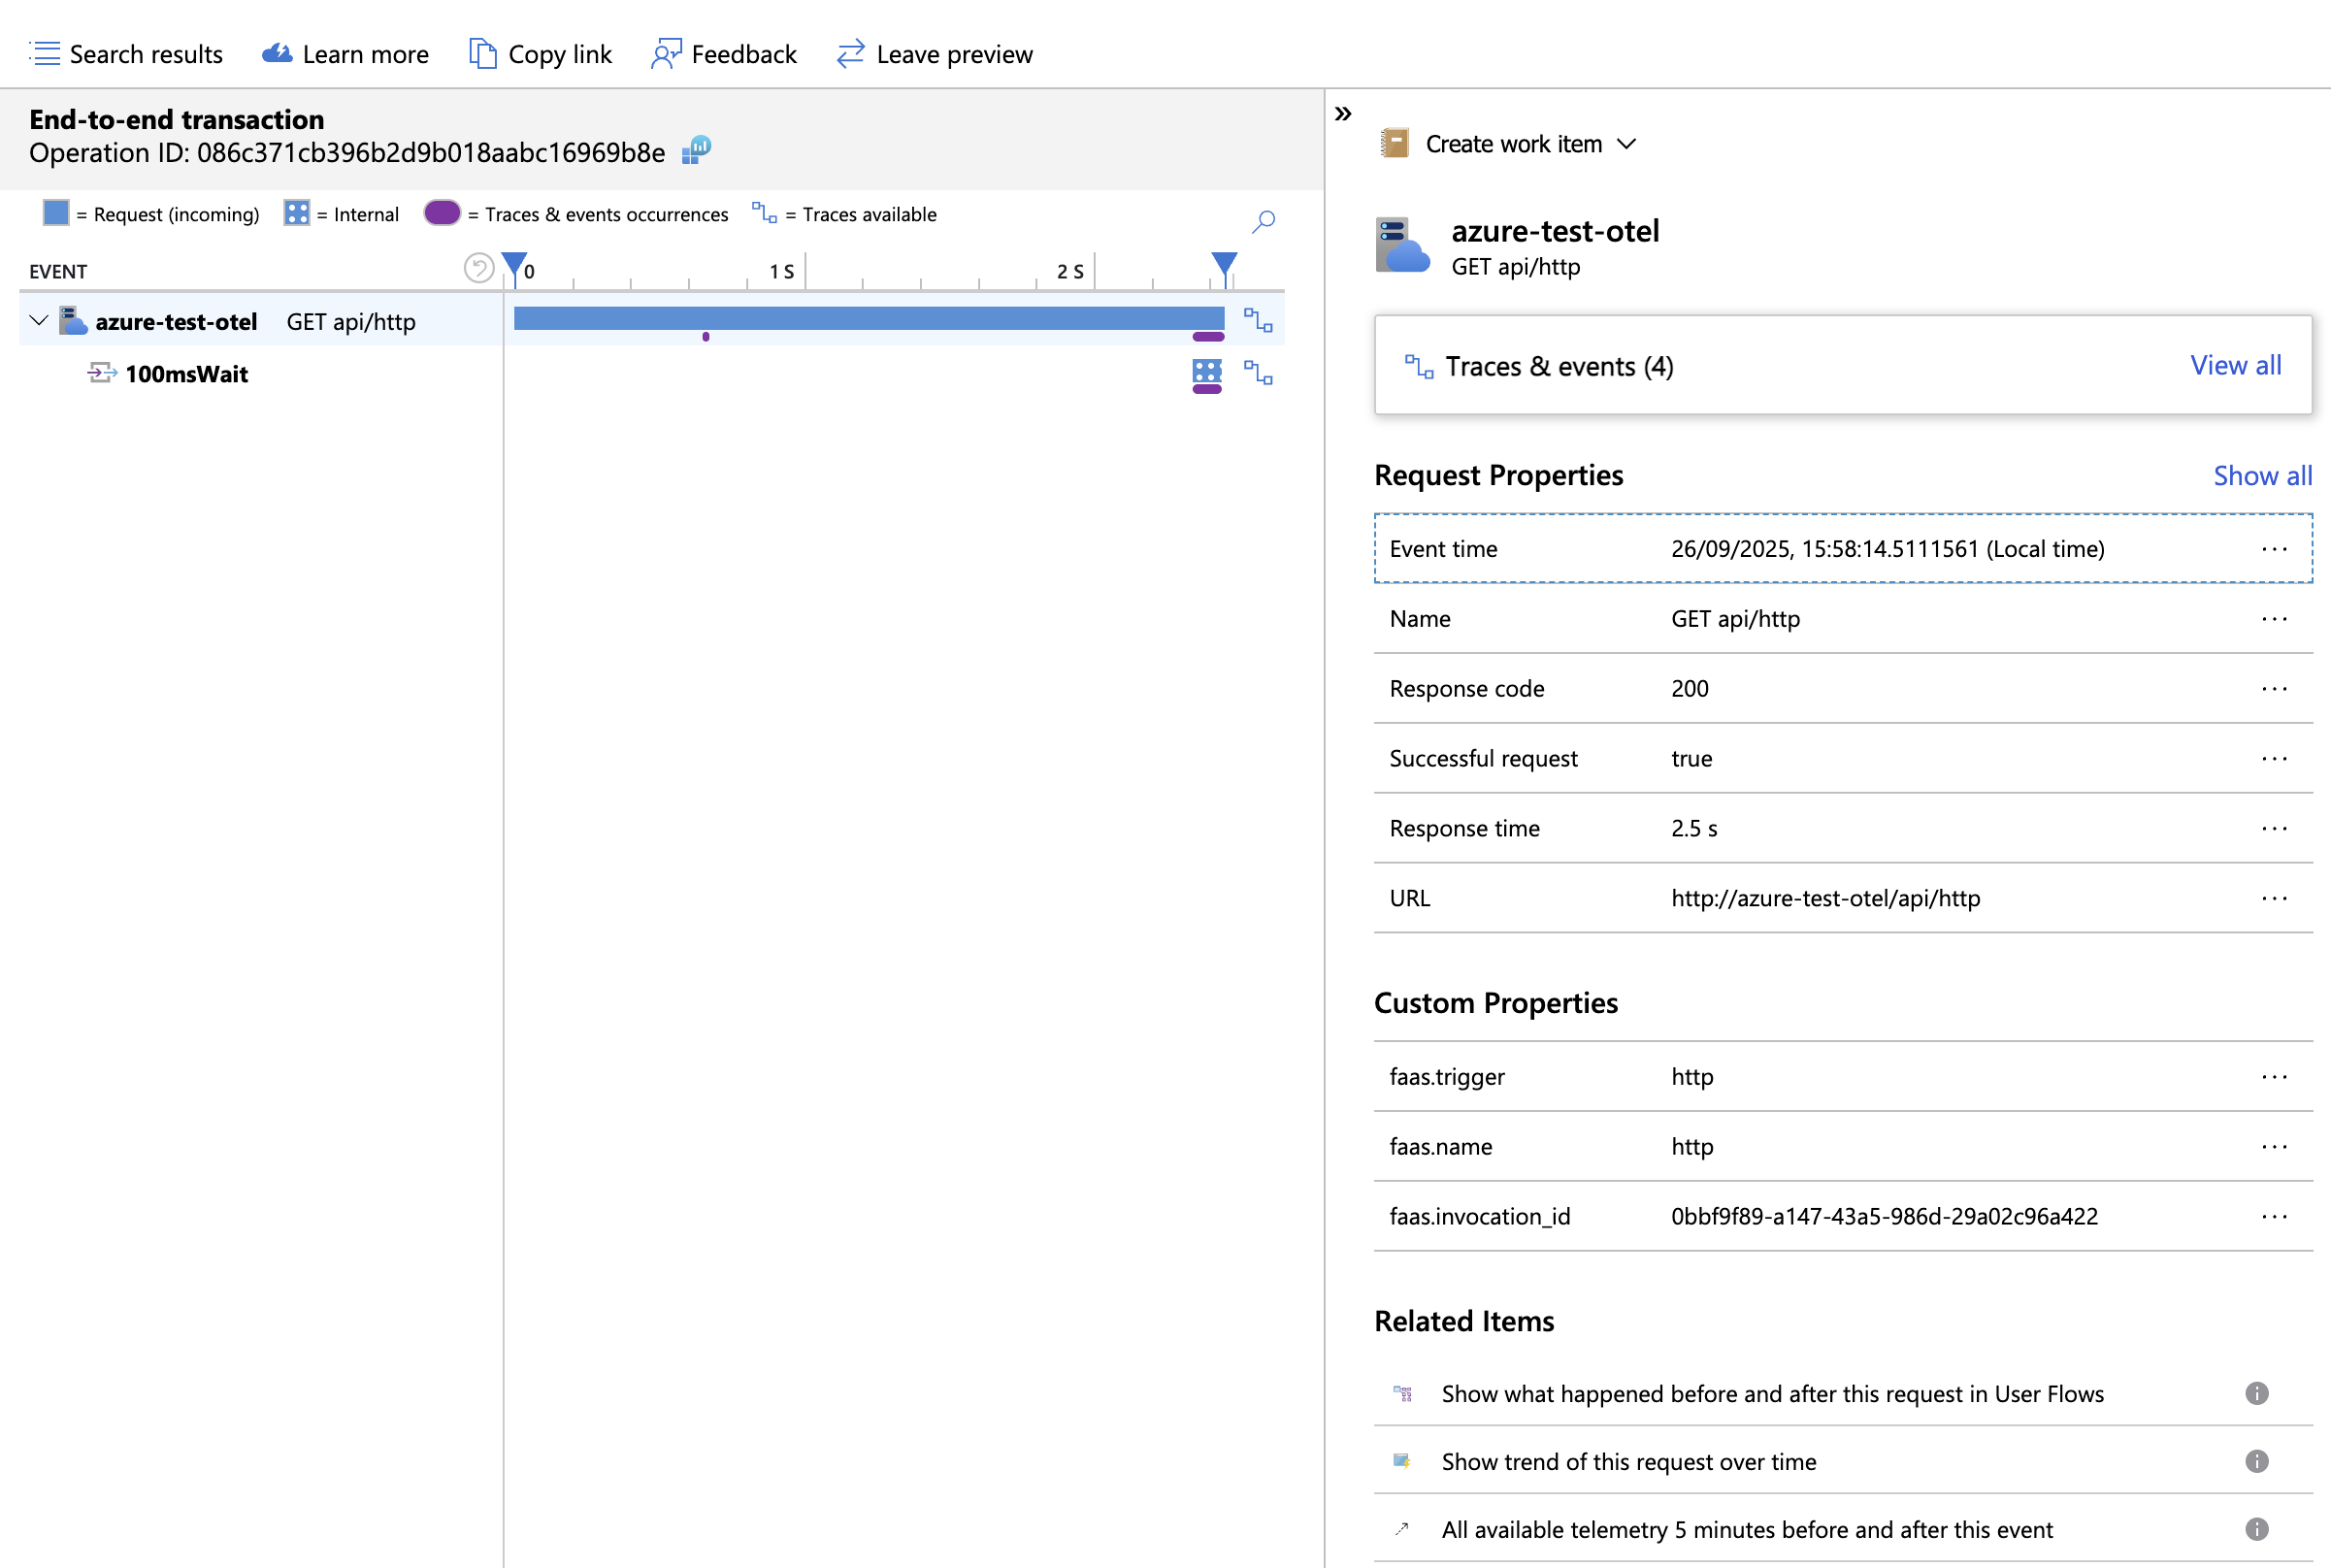 Search results Learn more Copy link Feedback Leave preview
End-to-end transaction
Operation ID: 086c371cb396b2d9b018aabc16969b8e
= Request (incoming) = Internal = Traces & events occurrences = Traces available
EVENT 0 1 S 2 S
azure-test-otel GET api/http
100msWait
»
Create work item
azure-test-otel
GET api/http
Traces & events (4) View all
Request Properties Show all
Event time 26/09/2025, 15:58:14.5111561 (Local time) ...
Name GET api/http ...
Response code 200 ...
Successful request true ...
Response time 2.5 s ...
URL http://azure-test-otel/api/http ...
Custom Properties
faas.trigger http ...
faas.name http ...
faas.invocation_id 0bbf9f89-a147-43a5-986d-29a02c96a422 ...
Related Items
Show what happened before and after this request in User Flows
Show trend of this request over time
All available telemetry 5 minutes before and after this event